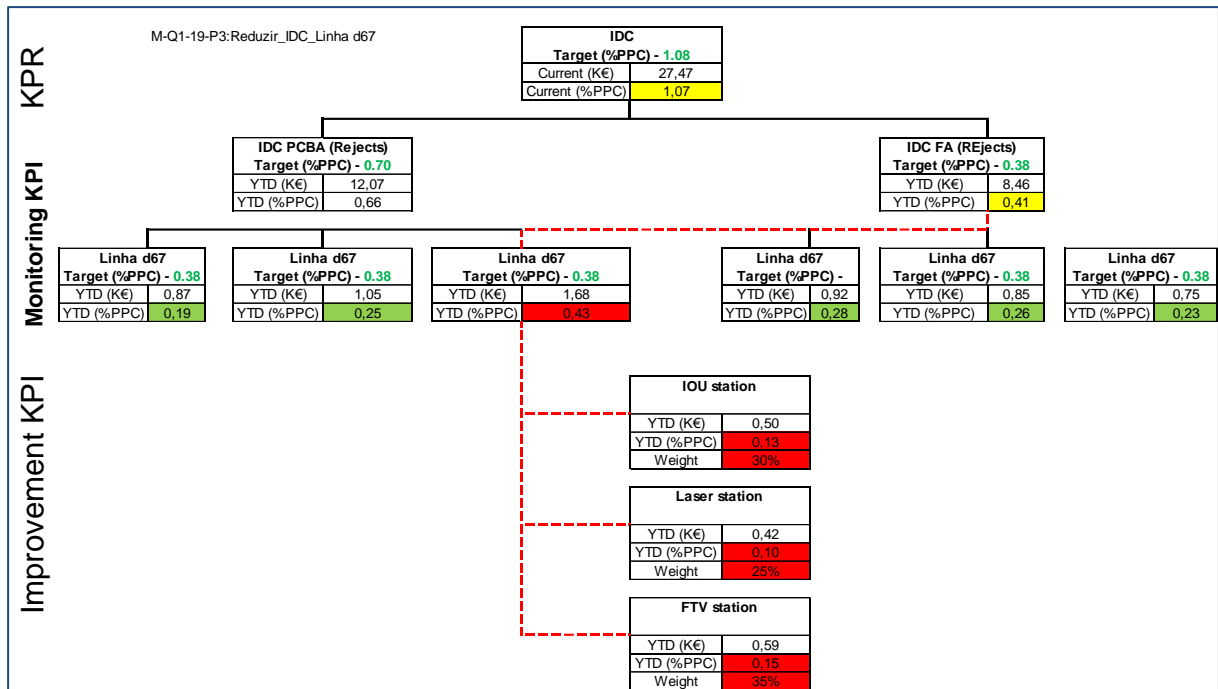 M-Q1-19-P3:Reduzir_IDC_Linha d67
KPR
IDC
Target (%PPC) - 1.08
Current (K€) 27,47
Current (%PPC) 1,07
Monitoring KPI
IDC PCBA (Rejects)
Target (%PPC) - 0.70
YTD (K€) 12,07
YTD (%PPC) 0,66
IDC FA (REjects)
Target (%PPC) - 0.38
YTD (K€) 8,46
YTD (%PPC) 0,41
Linha d67
Target (%PPC) - 0.38
YTD (K€) 0,87
YTD (%PPC) 0,19
Linha d67
Target (%PPC) - 0.38
YTD (K€) 1,05
YTD (%PPC) 0,25
Linha d67
Target (%PPC) - 0.38
YTD (K€) 1,68
YTD (%PPC) 0,43
Linha d67
Target (%PPC) -
YTD (K€) 0,92
YTD (%PPC) 0,28
Linha d67
Target (%PPC) - 0.38
YTD (K€) 0,85
YTD (%PPC) 0,26
Linha d67
Target (%PPC) - 0.38
YTD (K€) 0,75
YTD (%PPC) 0,23
Improvement KPI
IOU station
YTD (K€) 0,50
YTD (%PPC) 0,13
Weight 30%
Laser station
YTD (K€) 0,42
YTD (%PPC) 0,10
Weight 25%
FTV station
YTD (K€) 0,59
YTD (%PPC) 0,15
Weight 35%